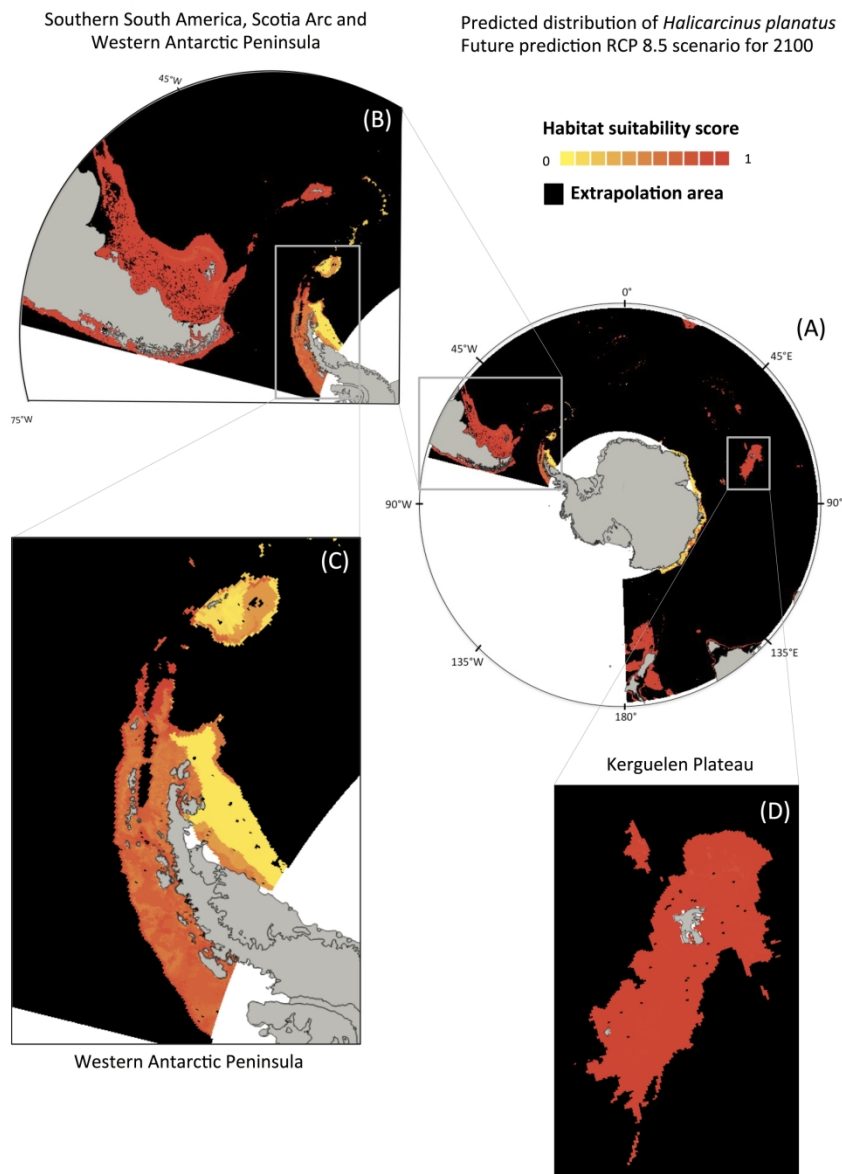 Southern South America, Scotia Arc and
Western Antarctic Peninsula
Predicted distribution of Halicarcinus planatus
Future prediction RCP 8.5 scenario for 2100
45°W
(B)
Habitat suitability score
0 1
Extrapolation area
75°W
0°
(A)
45°W
45°E
90°W
90°
135°W
135°E
180°
(C)
Western Antarctic Peninsula
Kerguelen Plateau
(D)